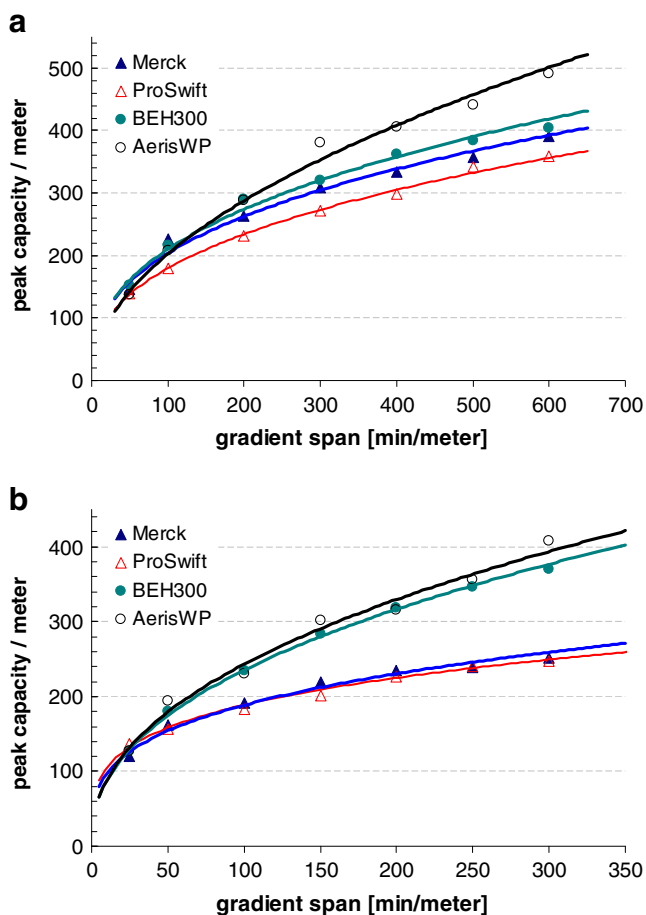 a
Merck
ProSwift
BEH300
AerisWP
500
400
300
200
100
0
peak capacity / meter
0 100 200 300 400 500 600 700
gradient span [min/meter]
b
Merck
ProSwift
BEH300
AerisWP
400
300
200
100
0
peak capacity / meter
0 50 100 150 200 250 300 350
gradient span [min/meter]